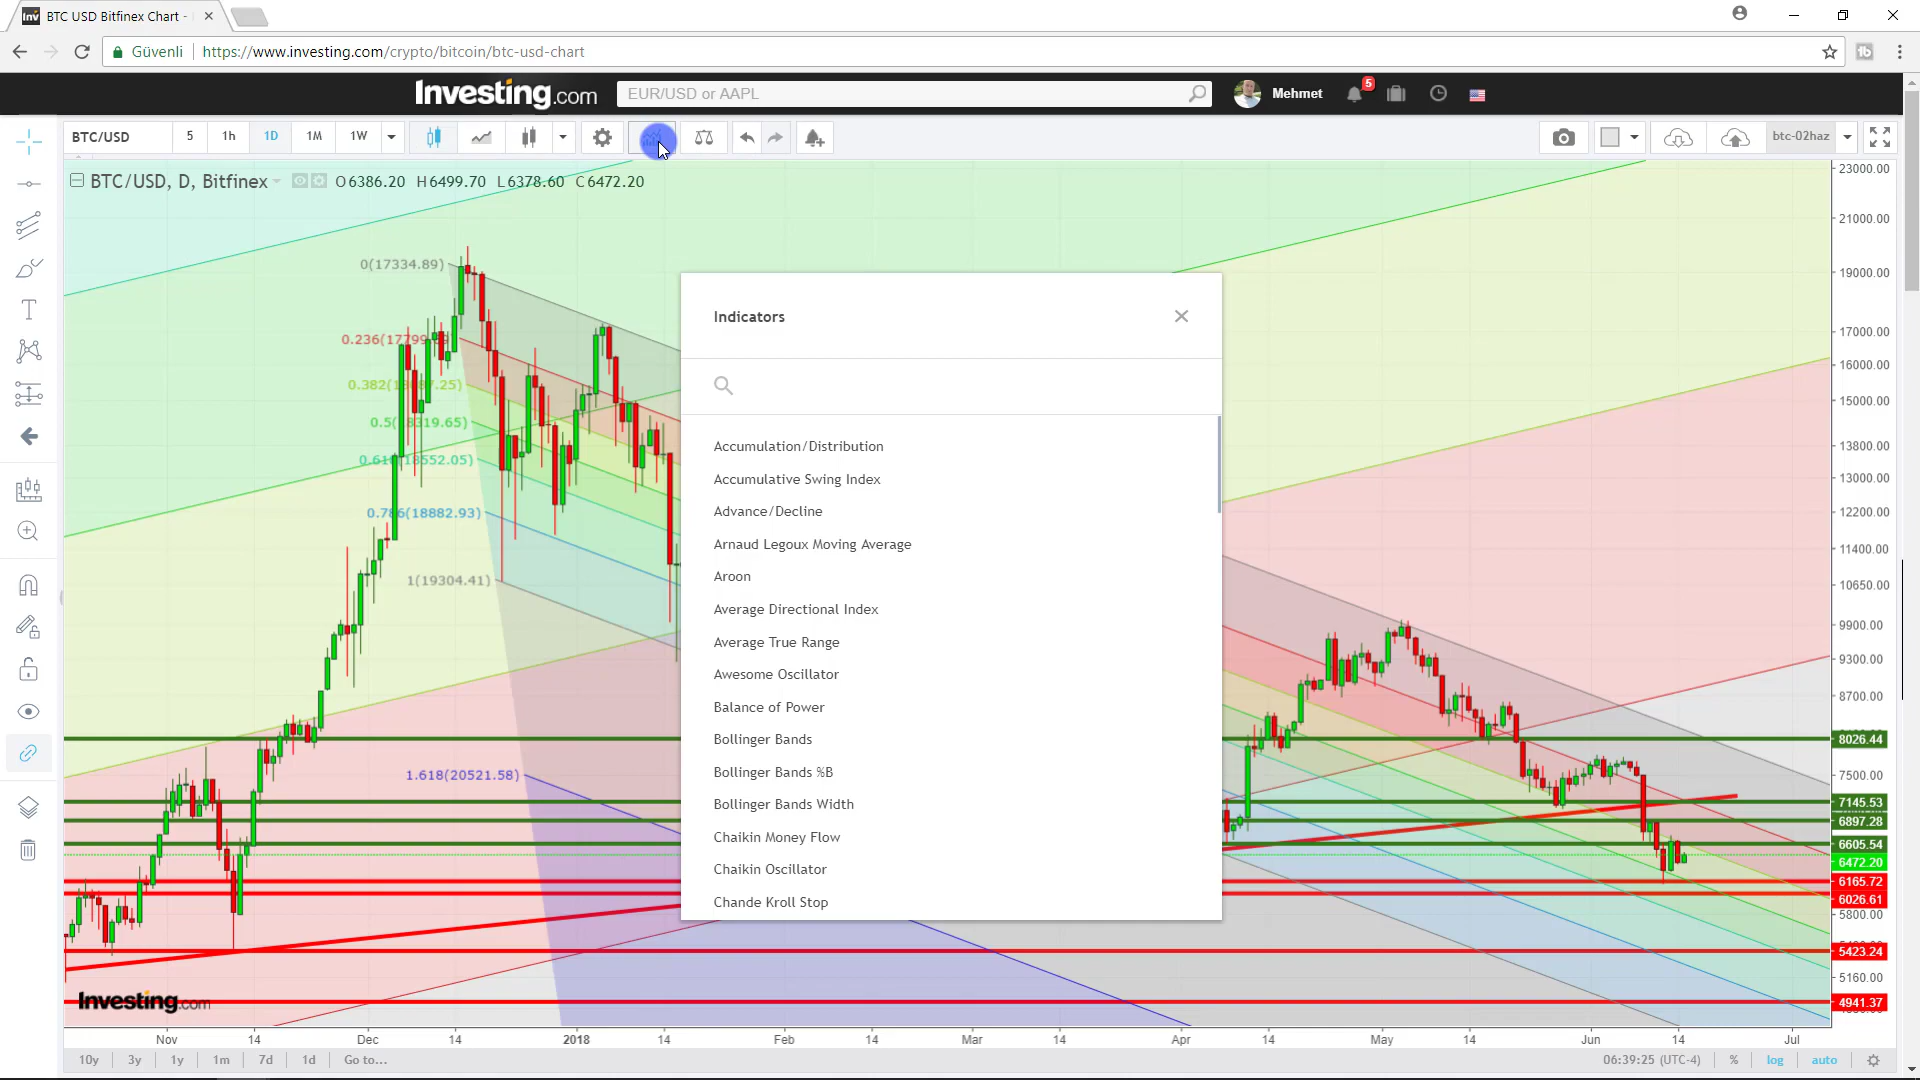 BTC USD Bitfinex Chart -
Güvenli
https://www.investing.com/crypto/bitcoin/btc-usd-chart
Investing.com
EUR/USD or AAPL
Mehmet
5
BTC/USD
5
1h
1D
1M
1W
btc-02haz
BTC/USD, D, Bitfinex
O6386.20 H6499.70 L6378.60 C6472.20
0(17334.89)
0.5(18319.65)
0.786(18882.93)
1(19304.41)
1.618(20521.58)
Indicators
Accumulation/Distribution
Accumulative Swing Index
Advance/Decline
Arnaud Legoux Moving Average
Aroon
Average Directional Index
Average True Range
Awesome Oscillator
Balance of Power
Bollinger Bands
Bollinger Bands %B
Bollinger Bands Width
Chaikin Money Flow
Chaikin Oscillator
Chande Kroll Stop
23000.00
21000.00
19000.00
17000.00
16000.00
15000.00
13800.00
13000.00
12200.00
11400.00
10650.00
9900.00
9300.00
8700.00
8026.44
7500.00
7145.53
6897.28
6605.54
6472.20
6165.72
6026.61
5800.00
5423.24
5160.00
4941.37
Investing.com
Nov
14
Dec
14
2018
14
Feb
14
Mar
14
Apr
14
May
14
Jun
14
Jul
10y
3y
1y
1m
7d
1d
Go to...
06:39:25 (UTC-4)
%
log
auto